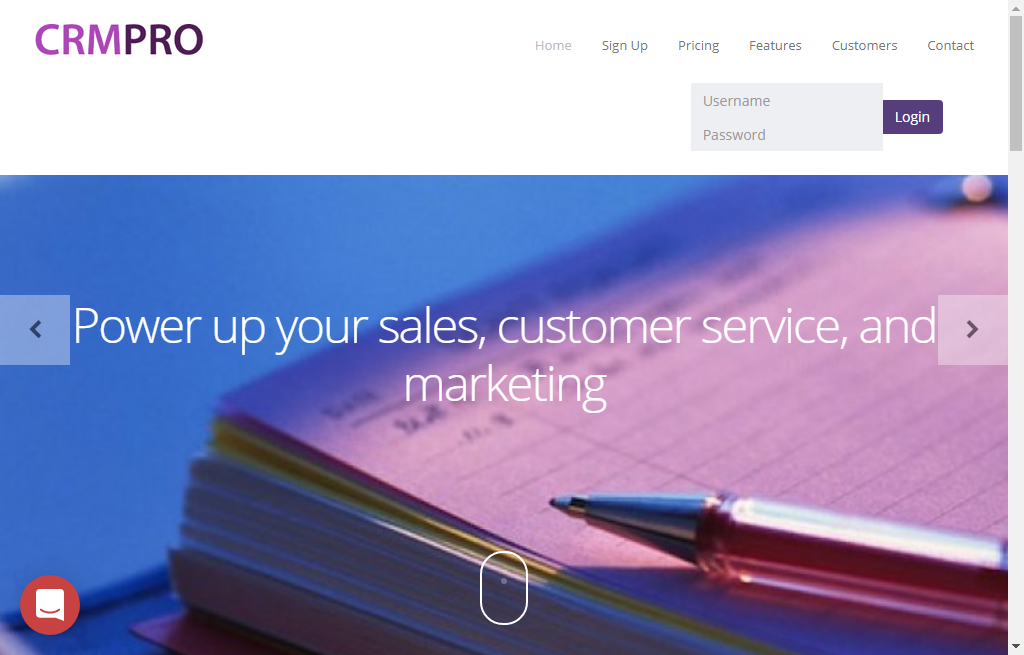 CRMPRO
Home Sign Up Pricing Features Customers Contact
Username
Password
Login
Power up your sales, customer service, and
marketing